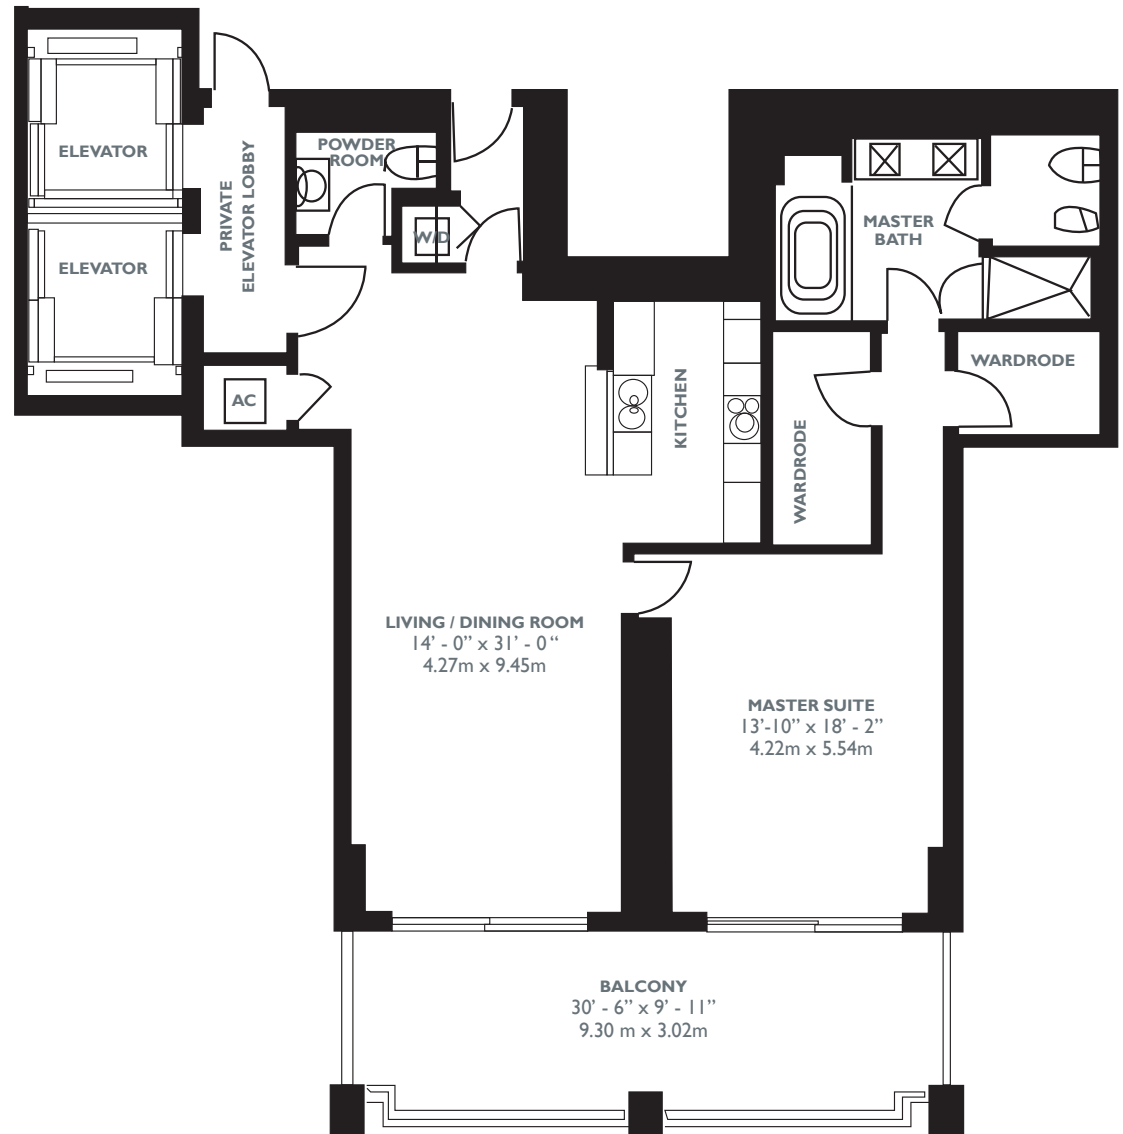 ELEVATOR
ELEVATOR
PRIVATE
ELEVATOR LOBBY
POWDER
ROOM
W/D
AC
KITCHEN
MASTER
BATH
WARDRODE
WARDRODE
LIVING / DINING ROOM
14’ - 0” x 31’ - 0 “
4.27m x 9.45m
MASTER SUITE
13’-10” x 18’ - 2”
4.22m x 5.54m
BALCONY
30’ - 6” x 9’ - 11”
9.30 m x 3.02m